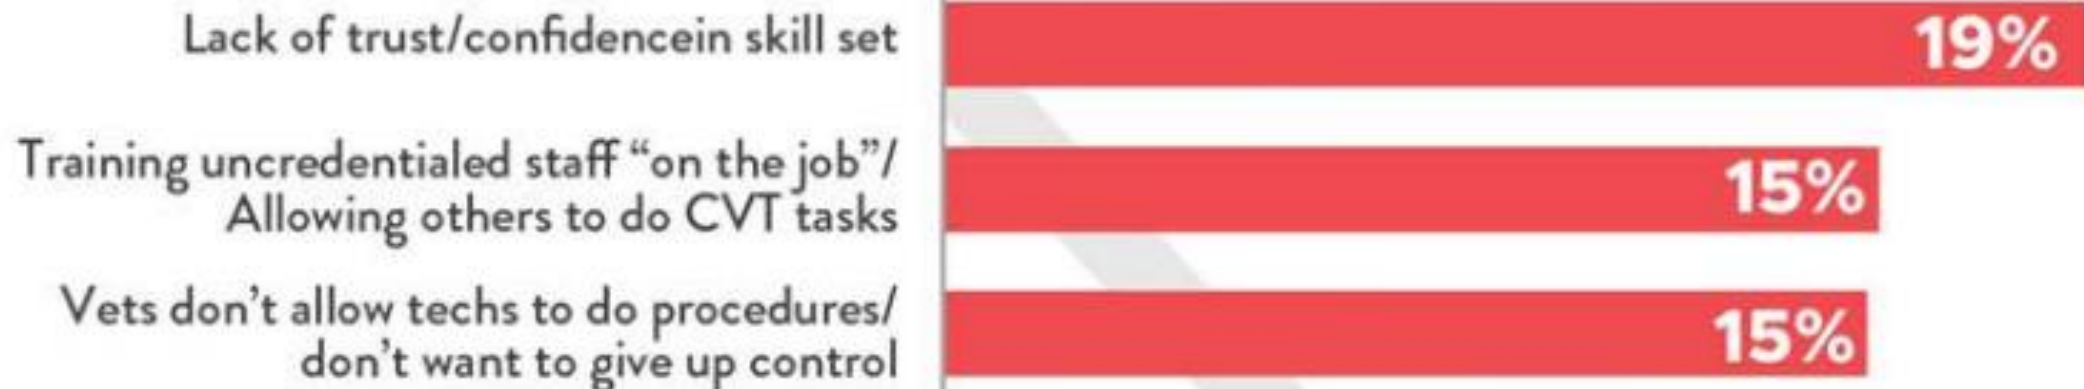 Lack of trust/confidencein skill set
19%
Training uncredentialed staff “on the job”/
Allowing others to do CVT tasks
15%
Vets don’t allow techs to do procedures/
don’t want to give up control
15%